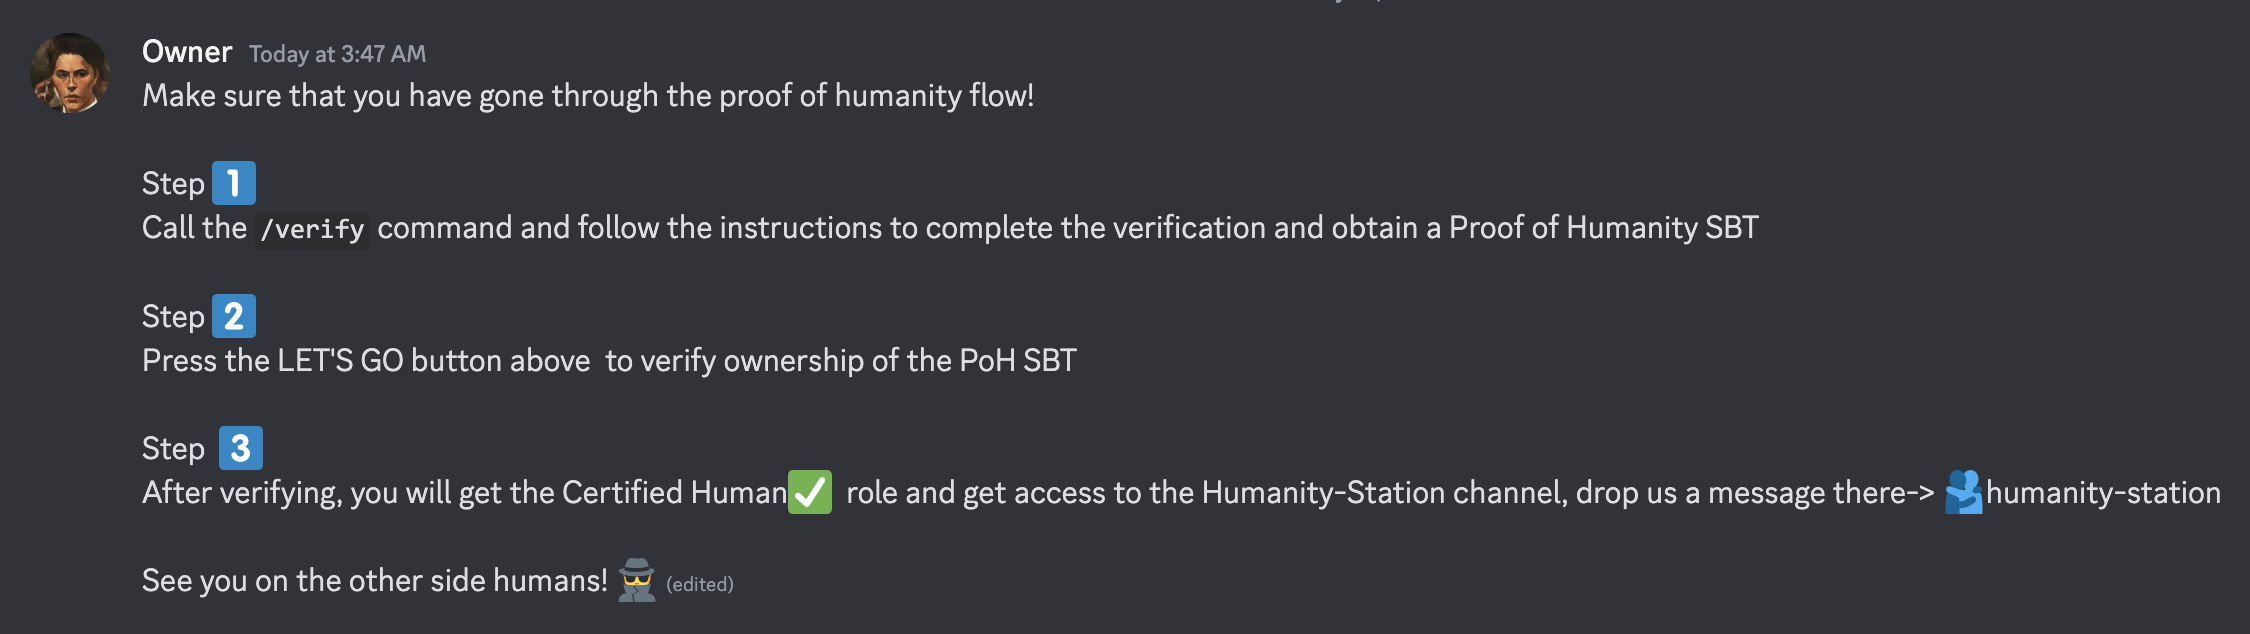 Owner Today at 3:47 AM
Make sure that you have gone through the proof of humanity flow!
Step 1
Call the /verify command and follow the instructions to complete the verification and obtain a Proof of Humanity SBT
Step 2
Press the LET'S GO button above  to verify ownership of the PoH SBT
Step 3
After verifying, you will get the Certified Human✅ role and get access to the Humanity-Station channel, drop us a message there-> 🫂humanity-station
See you on the other side humans! 🕵️ (edited)